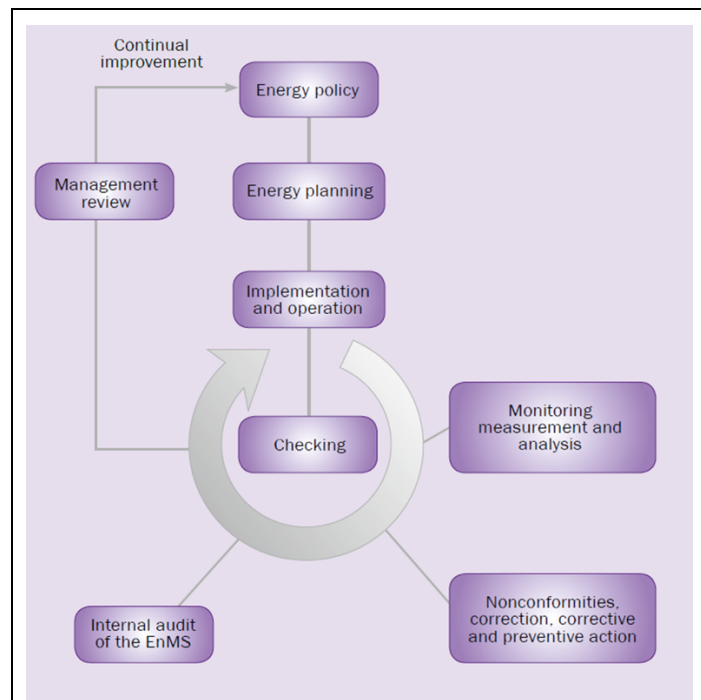 Continual
improvement
Energy policy
Management
review
Energy planning
Implementation
and operation
Checking
Monitoring
measurement and
analysis
Internal audit
of the EnMS
Nonconformities,
correction, corrective
and preventive action